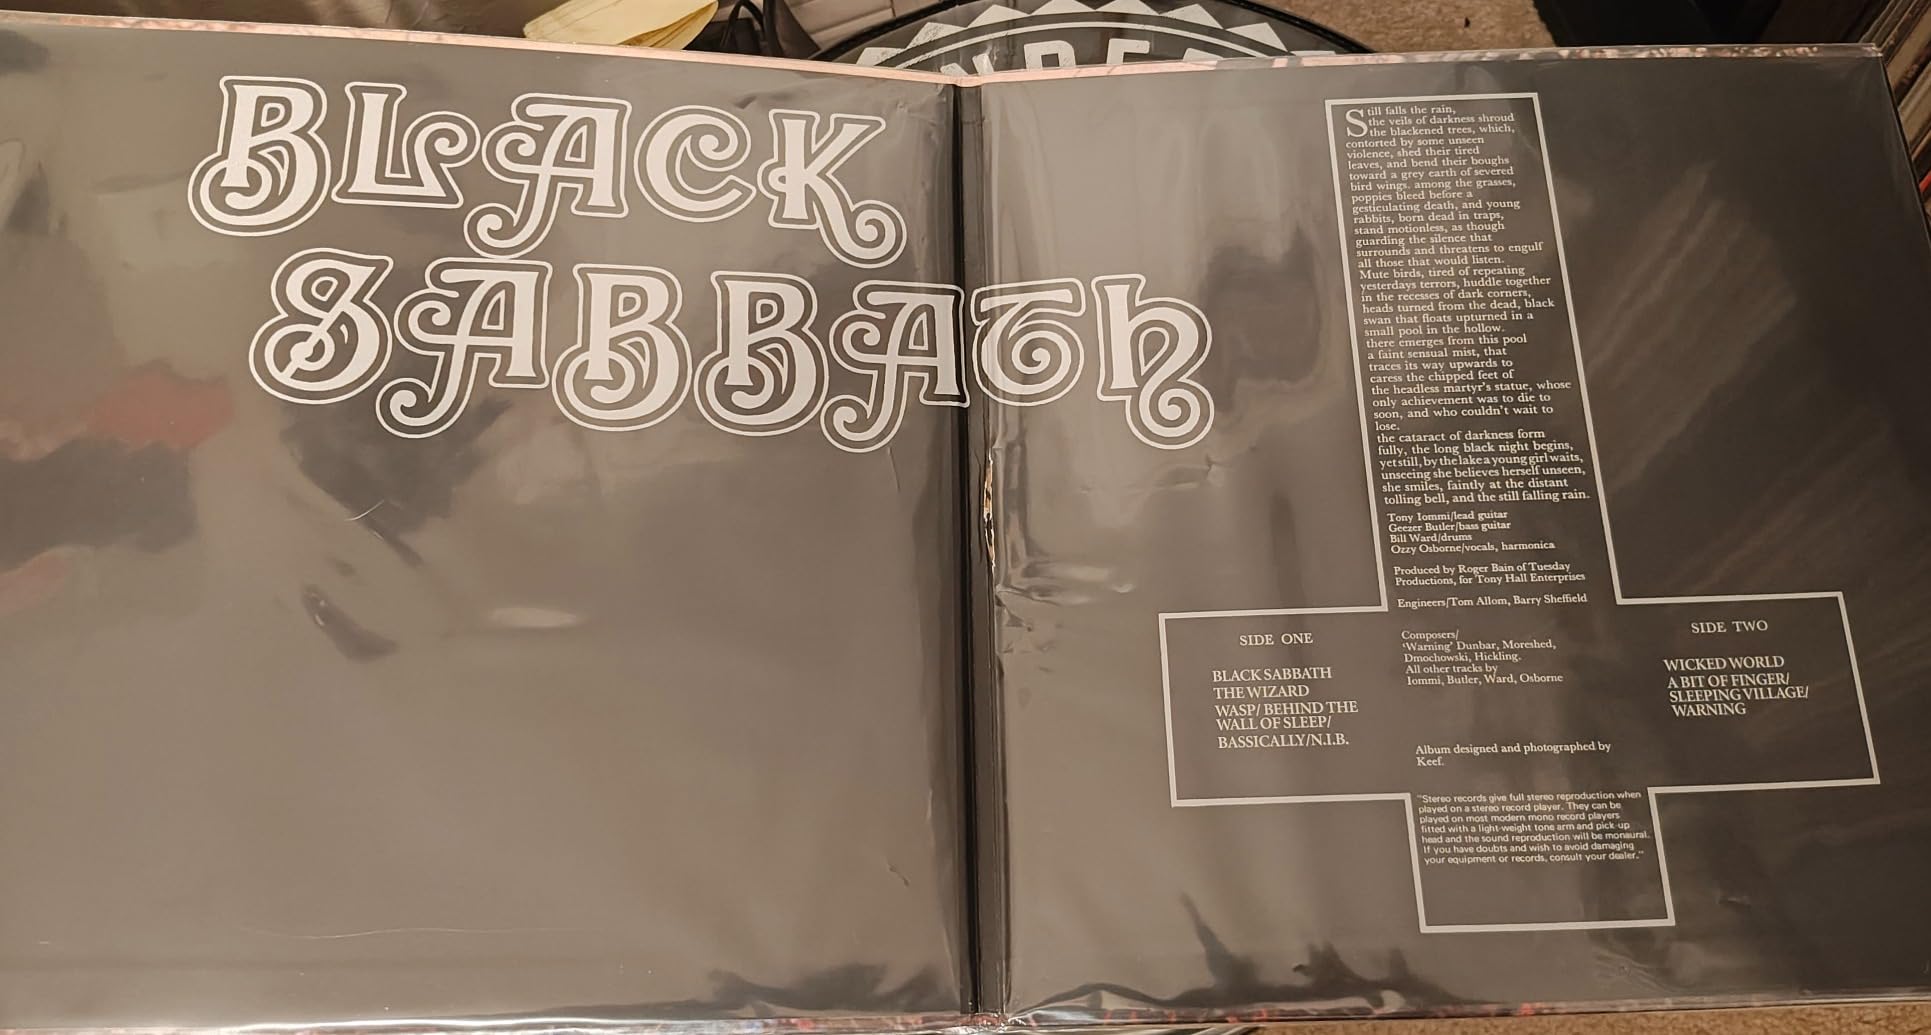 BLACK
SABBATH
Still falls the rain,
the veils of darkness shroud
the blackened trees, which,
contorted by some unseen
violence, shed their tired
leaves, and bend their boughs
toward a grey earth of severed
bird wings. among the grasses,
poppies bleed before a
gesticulating death, and young
rabbits, born dead in traps,
stand motionless, as though
guarding the silence that
surrounds and threatens to engulf
all those that would listen.
Mute birds, tired of repeating
yesterdays terrors, huddle together
in the recesses of dark corners,
heads turned from the dead, black
swan that floats upturned in a
small pool in the hollow.
there emerges from this pool
a faint sensual mist, that
traces its way upwards to
caress the chipped feet of
the headless martyr's statue, whose
only achievement was to die to
soon, and who couldn't wait to
lose.
the cataract of darkness form
fully, the long black night begins,
yet still, by the lake a young girl waits,
unseeing she believes herself unseen,
she smiles, faintly at the distant
tolling bell, and the still falling rain.
Tony Iommi/lead guitar
Geezer Butler/bass guitar
Bill Ward/drums
Ozzy Osborne/vocals, harmonica
Produced by Roger Bain of Tuesday
Productions, for Tony Hall Enterprises
Engineers/Tom Allom, Barry Sheffield
SIDE ONE
BLACK SABBATH
THE WIZARD
WASP/ BEHIND THE
WALL OF SLEEP/
BASSICALLY/N.I.B.
Composers/
'Warning' Dunbar, Moreshed,
Dmochowski, Hickling.
All other tracks by
Iommi, Butler, Ward, Osborne
SIDE TWO
WICKED WORLD
A BIT OF FINGER/
SLEEPING VILLAGE/
WARNING
Album designed and photographed by
Keef.
"Stereo records give full stereo reproduction when
played on a stereo record player. They can be
played on most modern mono record players
fitted with a light-weight tone arm and pick-up
head and the sound reproduction will be monaural.
If you have doubts and wish to avoid damaging
your equipment or records, consult your dealer."